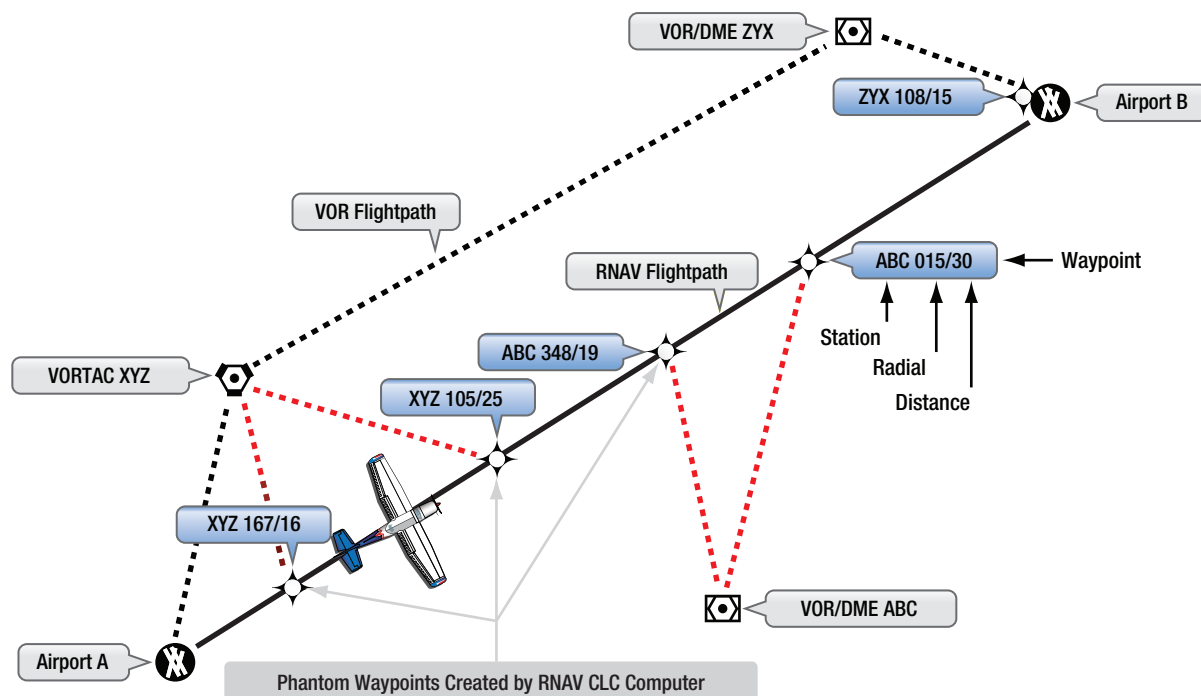 VOR/DME ZYX
ZYX 108/15
Airport B
VOR Flightpath
RNAV Flightpath
ABC 015/30
Waypoint
Station
Radial
Distance
ABC 348/19
VORTAC XYZ
XYZ 105/25
XYZ 167/16
VOR/DME ABC
Airport A
Phantom Waypoints Created by RNAV CLC Computer